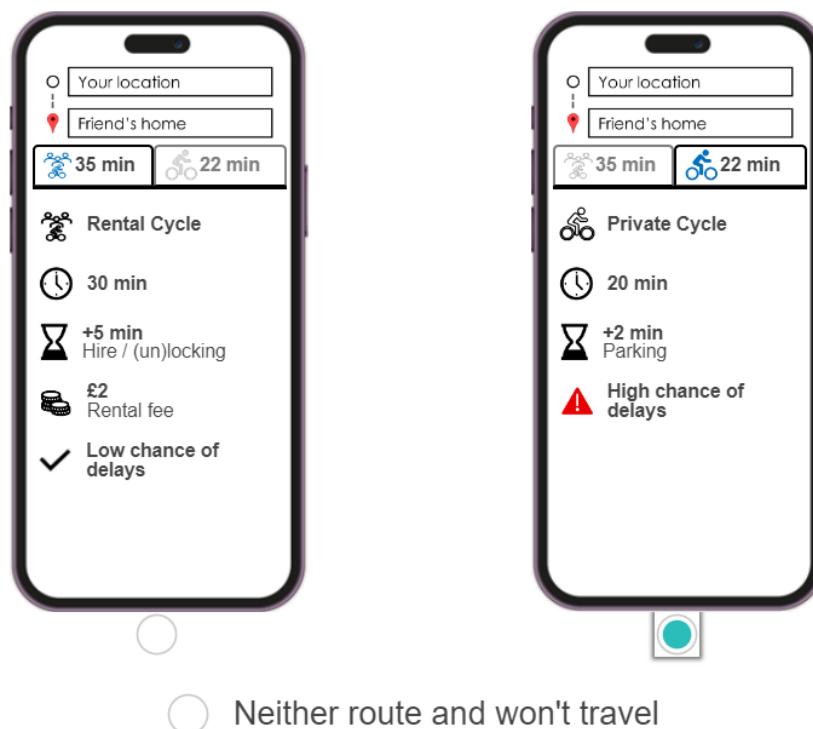 Your location
Friend's home
35 min
22 min
Rental Cycle
30 min
+5 min
Hire / (un)locking
£2
Rental fee
Low chance of
delays
Your location
Friend's home
35 min
22 min
Private Cycle
20 min
+2 min
Parking
High chance of
delays
Neither route and won't travel